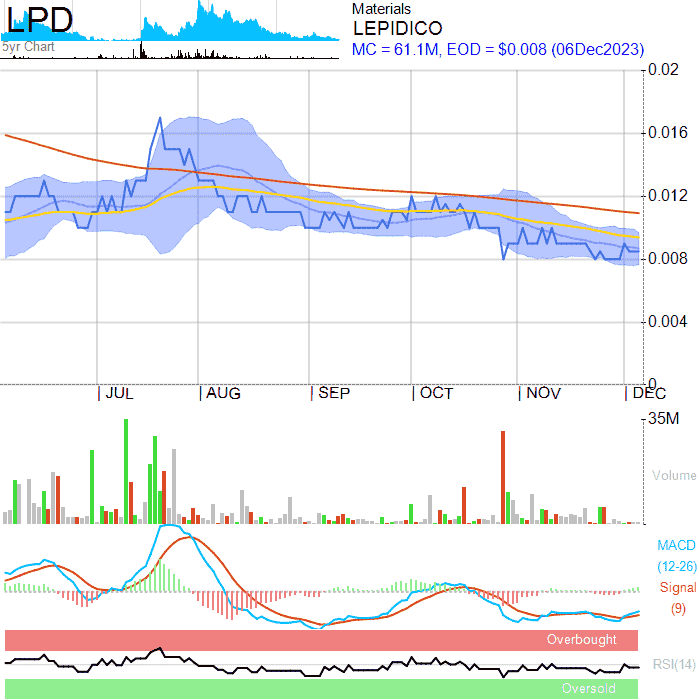 LPD
5yr Chart
Materials
LEPIDICO
MC = 61.1M, EOD = $0.008 (06Dec2023)
0.02
0.016
0.012
0.008
0.004
0
JUL AUG SEP OCT NOV DEC
35M
Volume
MACD
(12-26)
Signal
(9)
Overbought
RSI(14)
Oversold